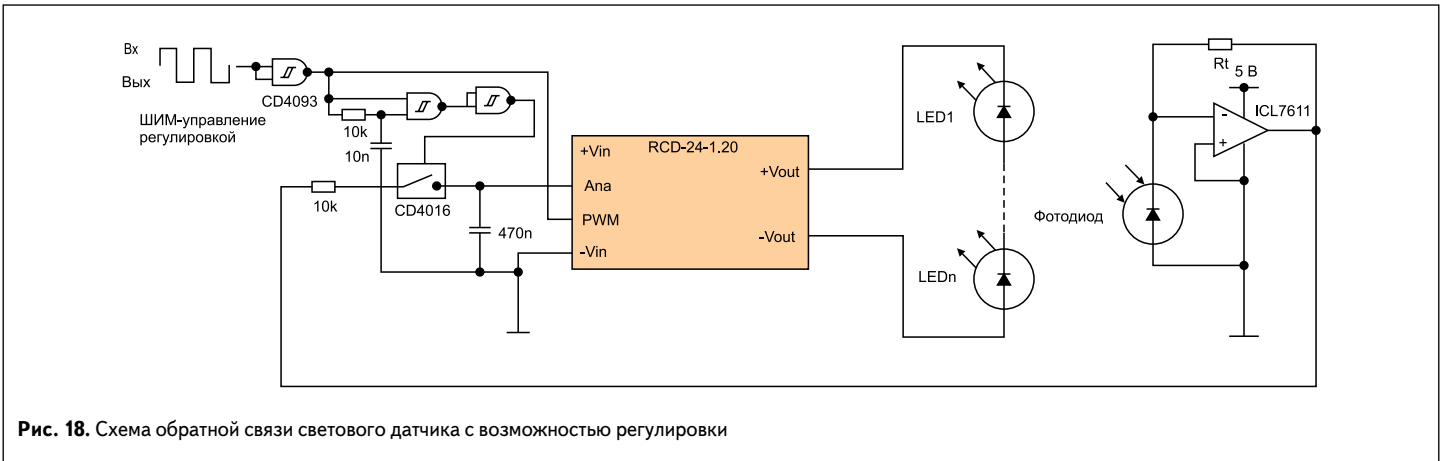 Вх
Вых
ШИМ-управление
регулировкой
CD4093
10k
10n
10k
CD4016
470n
RCD-24-1.20
+Vin
Ana
PWM
-Vin
+Vout
-Vout
LED1
LEDn
Фотодиод
Rt
5 В
ICL7611
-
+
Рис. 18. Схема обратной связи светового датчика с возможностью регулировки